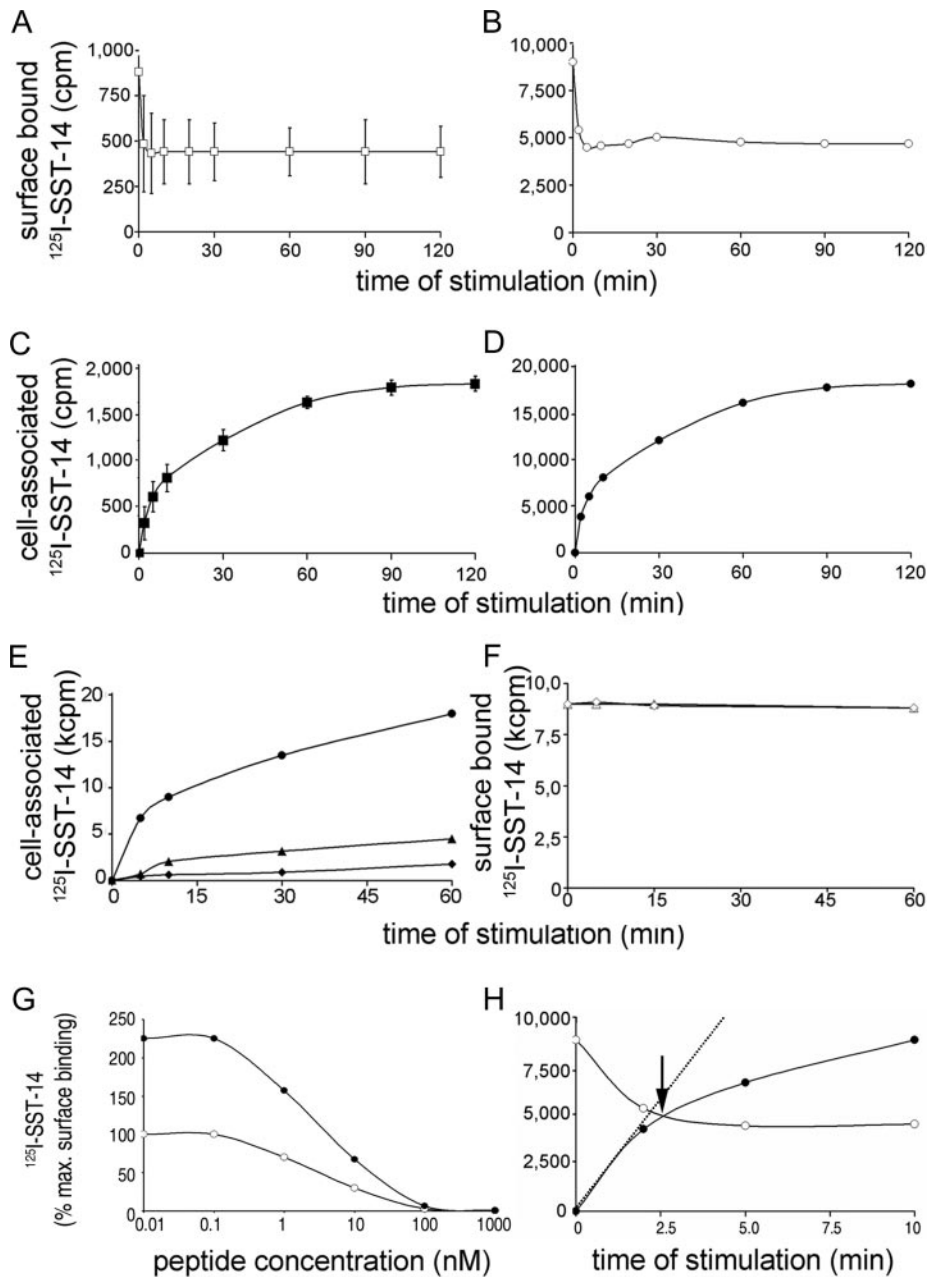 A
B
surface bound
¹²⁵I-SST-14 (cpm)
1,000
750
500
250
0
0 30 60 90 120
10,000
7,500
5,000
2,500
0
0 30 60 90 120
time of stimulation (min)
C
D
cell-associated
¹²⁵I-SST-14 (cpm)
2,000
1,500
1,000
500
0
0 30 60 90 120
20,000
15,000
10,000
5,000
0
0 30 60 90 120
time of stimulation (min)
E
F
cell-associated
¹²⁵I-SST-14 (kcpm)
20
15
10
5
0
0 15 30 45 60
surface bound
¹²⁵I-SST-14 (kcpm)
10,0
7,5
5,0
2,5
0
0 15 30 45 60
time of stimulation (min)
G
H
¹²⁵I-SST-14
(% max. surface binding)
250
200
150
100
50
0
0.01 0.1 1 10 100 1000
peptide concentration (nM)
10,000
7,500
5,000
2,500
0
0 2.5 5.0 7.5 10
time of stimulation (min)